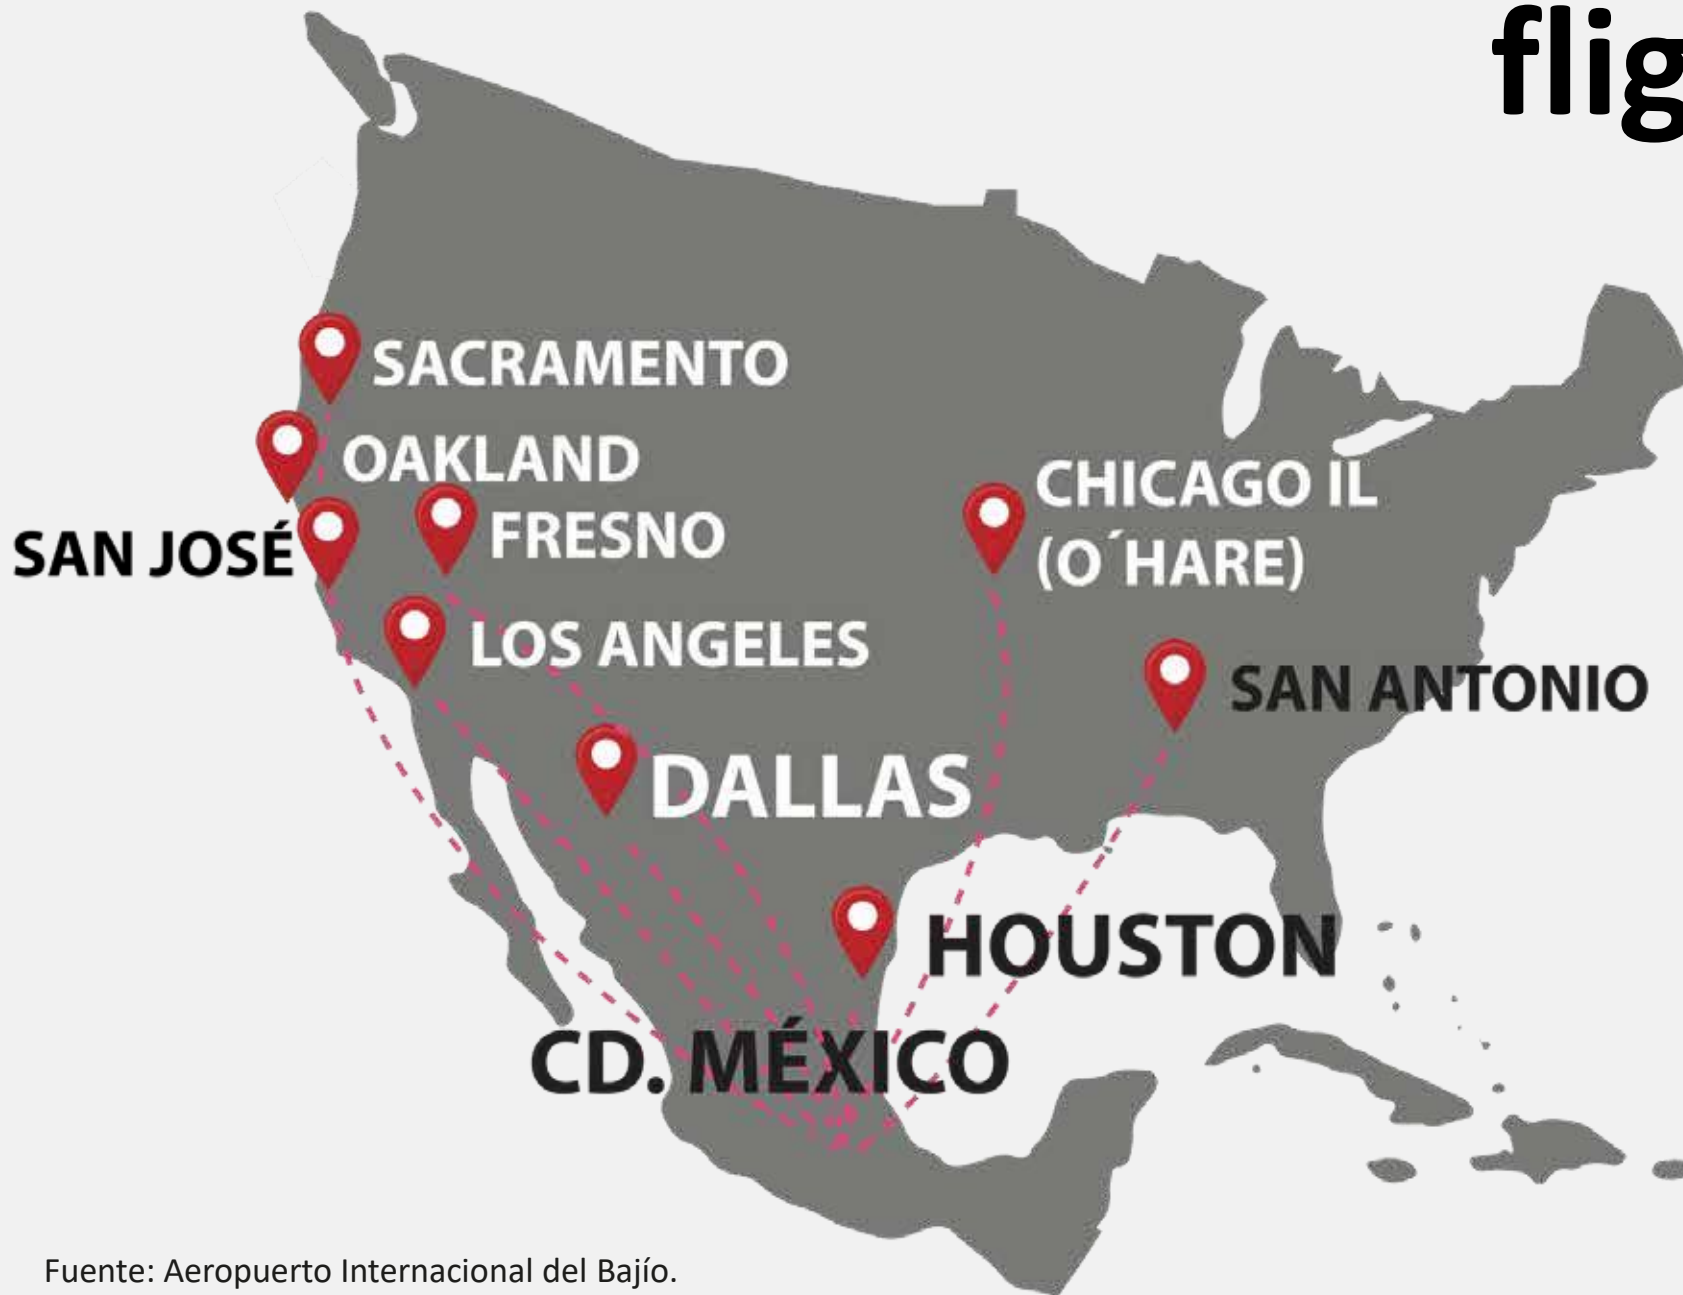 flig
SACRAMENTO
OAKLAND
SAN JOSÉ
FRESNO
CHICAGO IL
(O´HARE)
LOS ANGELES
SAN ANTONIO
DALLAS
HOUSTON
CD. MÉXICO
Fuente: Aeropuerto Internacional del Bajío.